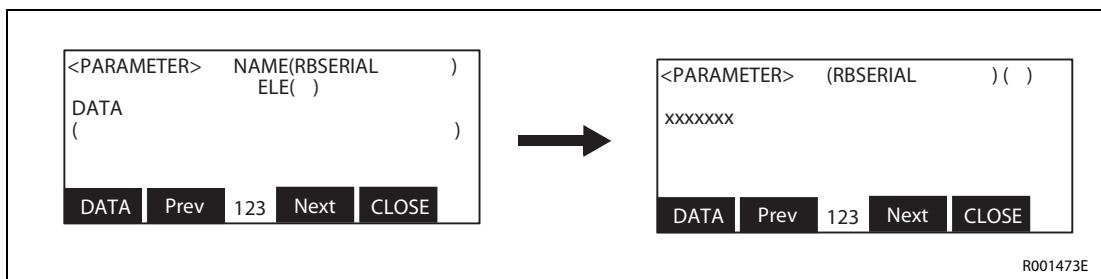 <PARAMETER> NAME(RBSERIAL )
ELE( )
DATA
( )
DATA Prev 123 Next CLOSE
<PARAMETER> (RBSERIAL ) ( )
xxxxxxx
DATA Prev 123 Next CLOSE
R001473E